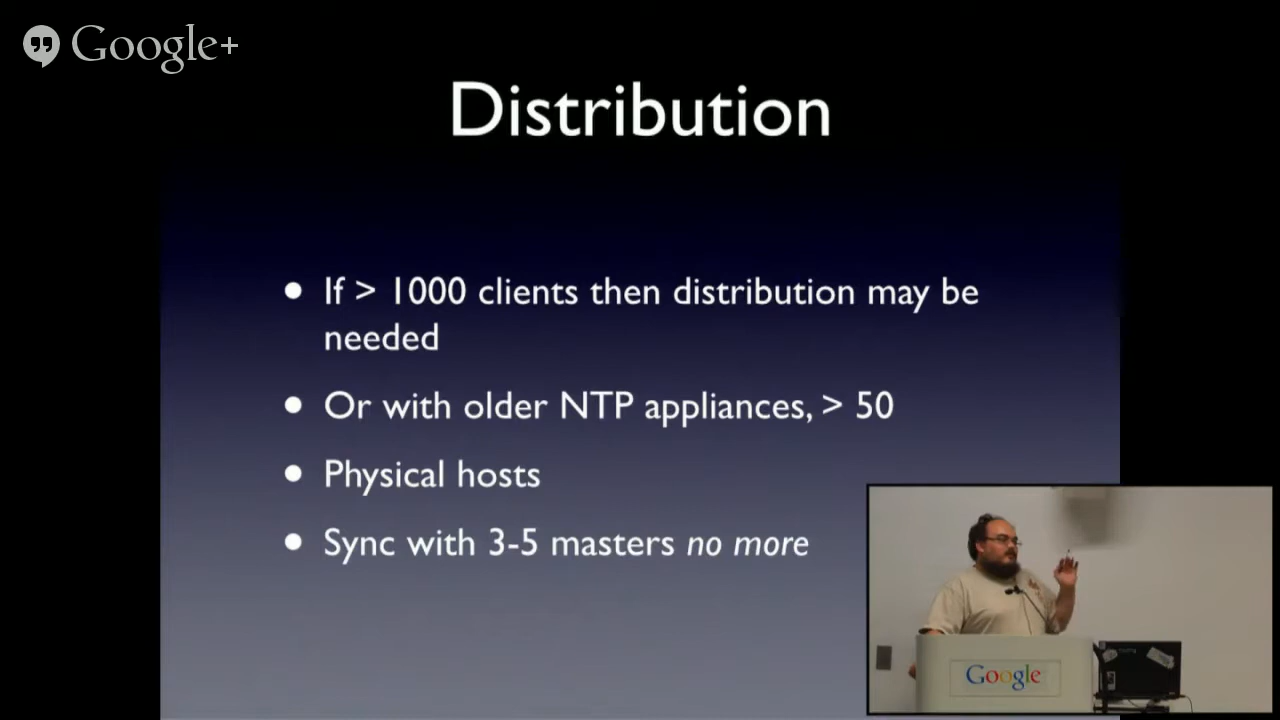 Google+
Distribution
If > 1000 clients then distribution may be
needed
Or with older NTP appliances, > 50
Physical hosts
Sync with 3-5 masters no more
Google